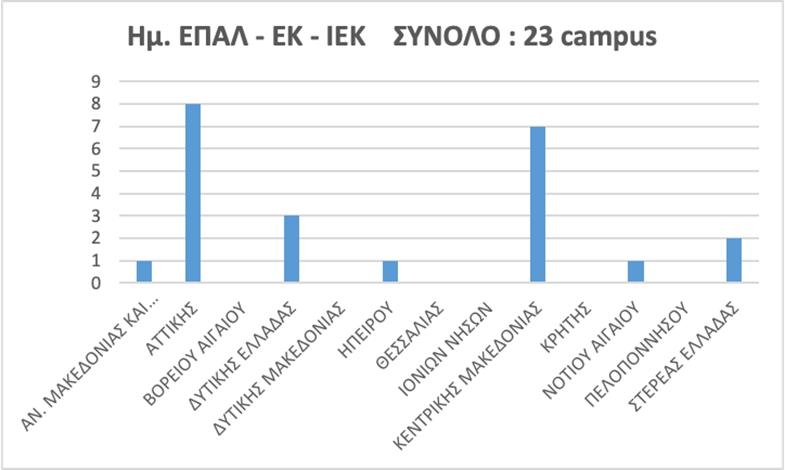 Ημ. ΕΠΑΛ - ΕΚ - ΙΕΚ ΣΥΝΟΛΟ : 23 campus
9
8
7
6
5
4
3
2
1
0
ΑΝ. ΜΑΚΕΔΟΝΙΑΣ ΚΑΙ...
ΑΤΤΙΚΗΣ
ΒΟΡΕΙΟΥ ΑΙΓΑΙΟΥ
ΔΥΤΙΚΗΣ ΕΛΛΑΔΑΣ
ΔΥΤΙΚΗΣ ΜΑΚΕΔΟΝΙΑΣ
ΗΠΕΙΡΟΥ
ΘΕΣΣΑΛΙΑΣ
ΙΟΝΙΩΝ ΝΗΣΩΝ
ΚΕΝΤΡΙΚΗΣ ΜΑΚΕΔΟΝΙΑΣ
ΚΡΗΤΗΣ
ΝΟΤΙΟΥ ΑΙΓΑΙΟΥ
ΠΕΛΟΠΟΝΝΗΣΟΥ
ΣΤΕΡΕΑΣ ΕΛΛΑΔΑΣ